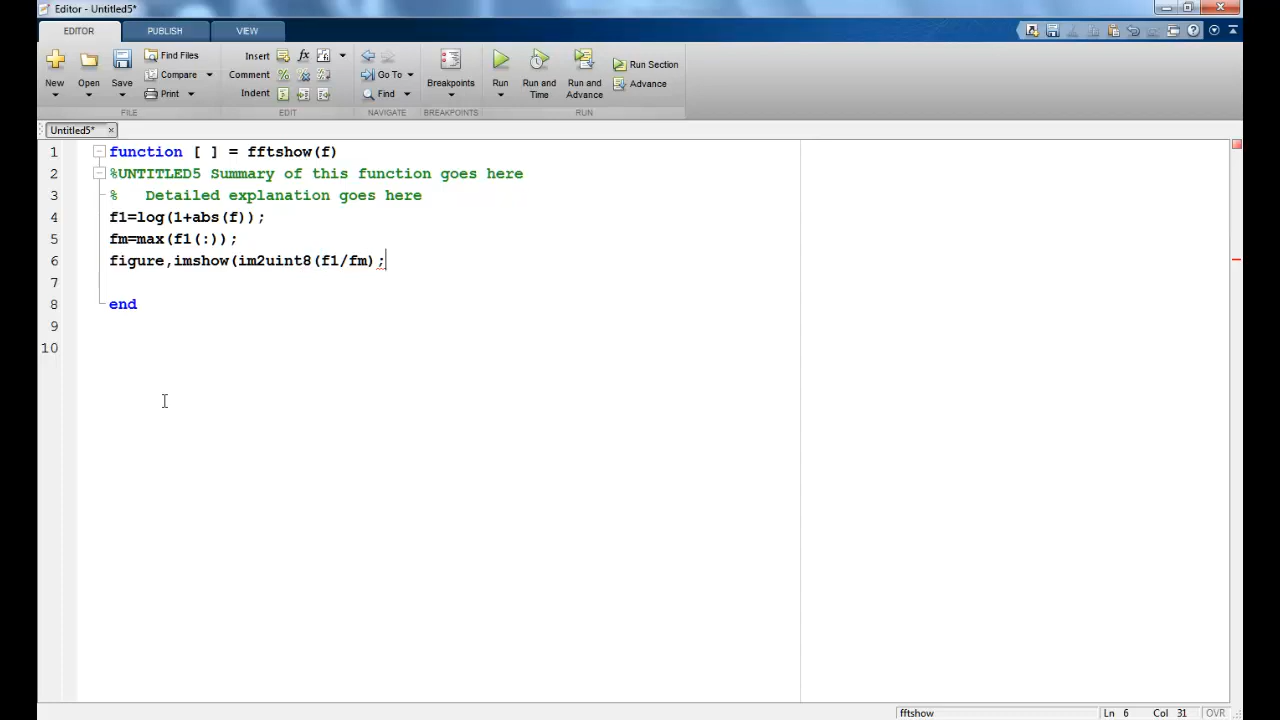 Editor - Untitled5*
EDITOR PUBLISH VIEW
New Open Save Find Files Compare Print
Insert Comment Indent
Go To Find
Breakpoints
Run Run and Time Run and Advance Run Section Advance
FILE EDIT NAVIGATE BREAKPOINTS RUN
Untitled5* ×
1 function [ ] = fftshow(f)
2 %UNTITLED5 Summary of this function goes here
3 % Detailed explanation goes here
4 f1=log(1+abs(f));
5 fm=max(f1(:));
6 figure,imshow(im2uint8(f1/fm);
7
8 end
9
10
fftshow Ln 6 Col 31 OVR